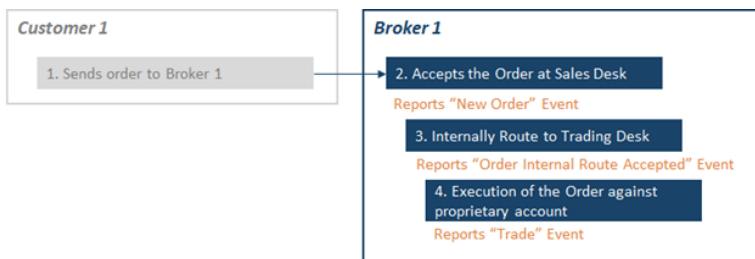 Customer 1
Broker 1
1. Sends order to Broker 1
2. Accepts the Order at Sales Desk
Reports “New Order” Event
3. Internally Route to Trading Desk
Reports “Order Internal Route Accepted” Event
4. Execution of the Order against
proprietary account
Reports “Trade” Event